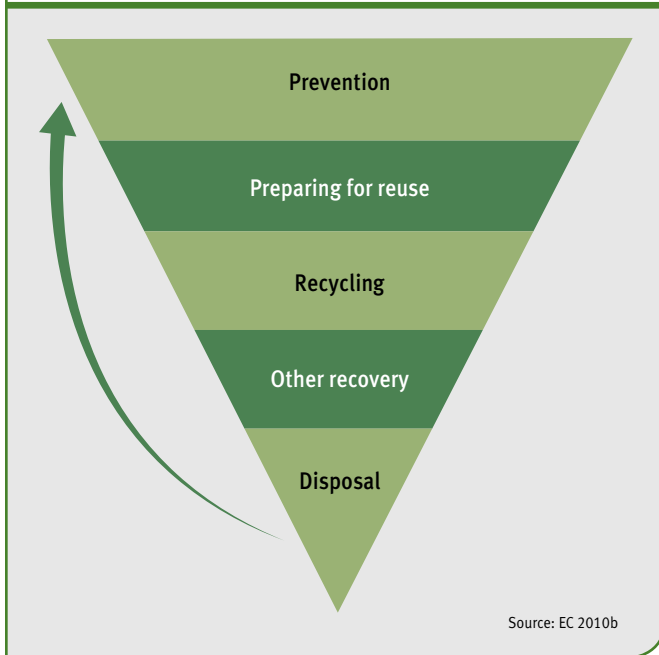 Prevention
Preparing for reuse
Recycling
Other recovery
Disposal
Source: EC 2010b